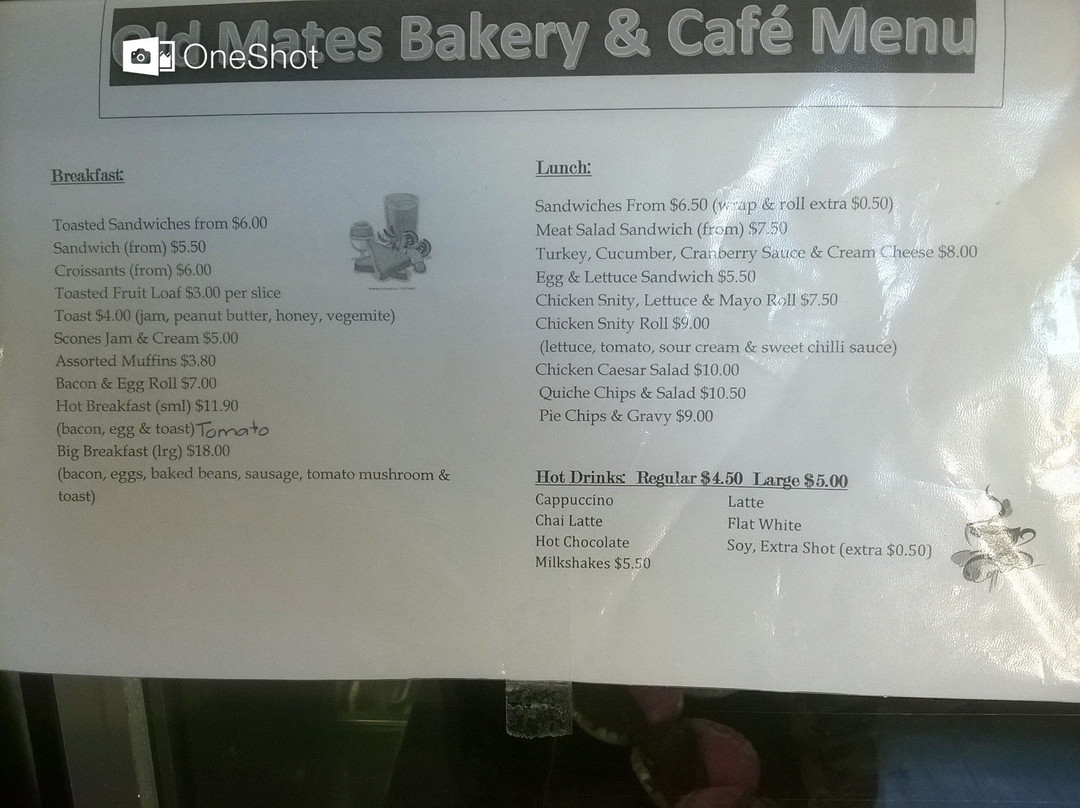 Old Mates Bakery & Café Menu
OneShot
Breakfast:
Toasted Sandwiches from $6.00
Sandwich (from) $5.50
Croissants (from) $6.00
Toasted Fruit Loaf $3.00 per slice
Toast $4.00 (jam, peanut butter, honey, vegemite)
Scones Jam & Cream $5.00
Assorted Muffins $3.80
Bacon & Egg Roll $7.00
Hot Breakfast (sml) $11.90
(bacon, egg & toast) Tomato
Big Breakfast (lrg) $18.00
(bacon, eggs, baked beans, sausage, tomato mushroom &
toast)
Lunch:
Sandwiches From $6.50 (wrap & roll extra $0.50)
Meat Salad Sandwich (from) $7.50
Turkey, Cucumber, Cranberry Sauce & Cream Cheese $8.00
Egg & Lettuce Sandwich $5.50
Chicken Snity, Lettuce & Mayo Roll $7.50
Chicken Snity Roll $9.00
(lettuce, tomato, sour cream & sweet chilli sauce)
Chicken Caesar Salad $10.00
Quiche Chips & Salad $10.50
Pie Chips & Gravy $9.00
Hot Drinks: Regular $4.50 Large $5.00
Cappuccino
Chai Latte
Hot Chocolate
Milkshakes $5.50
Latte
Flat White
Soy, Extra Shot (extra $0.50)